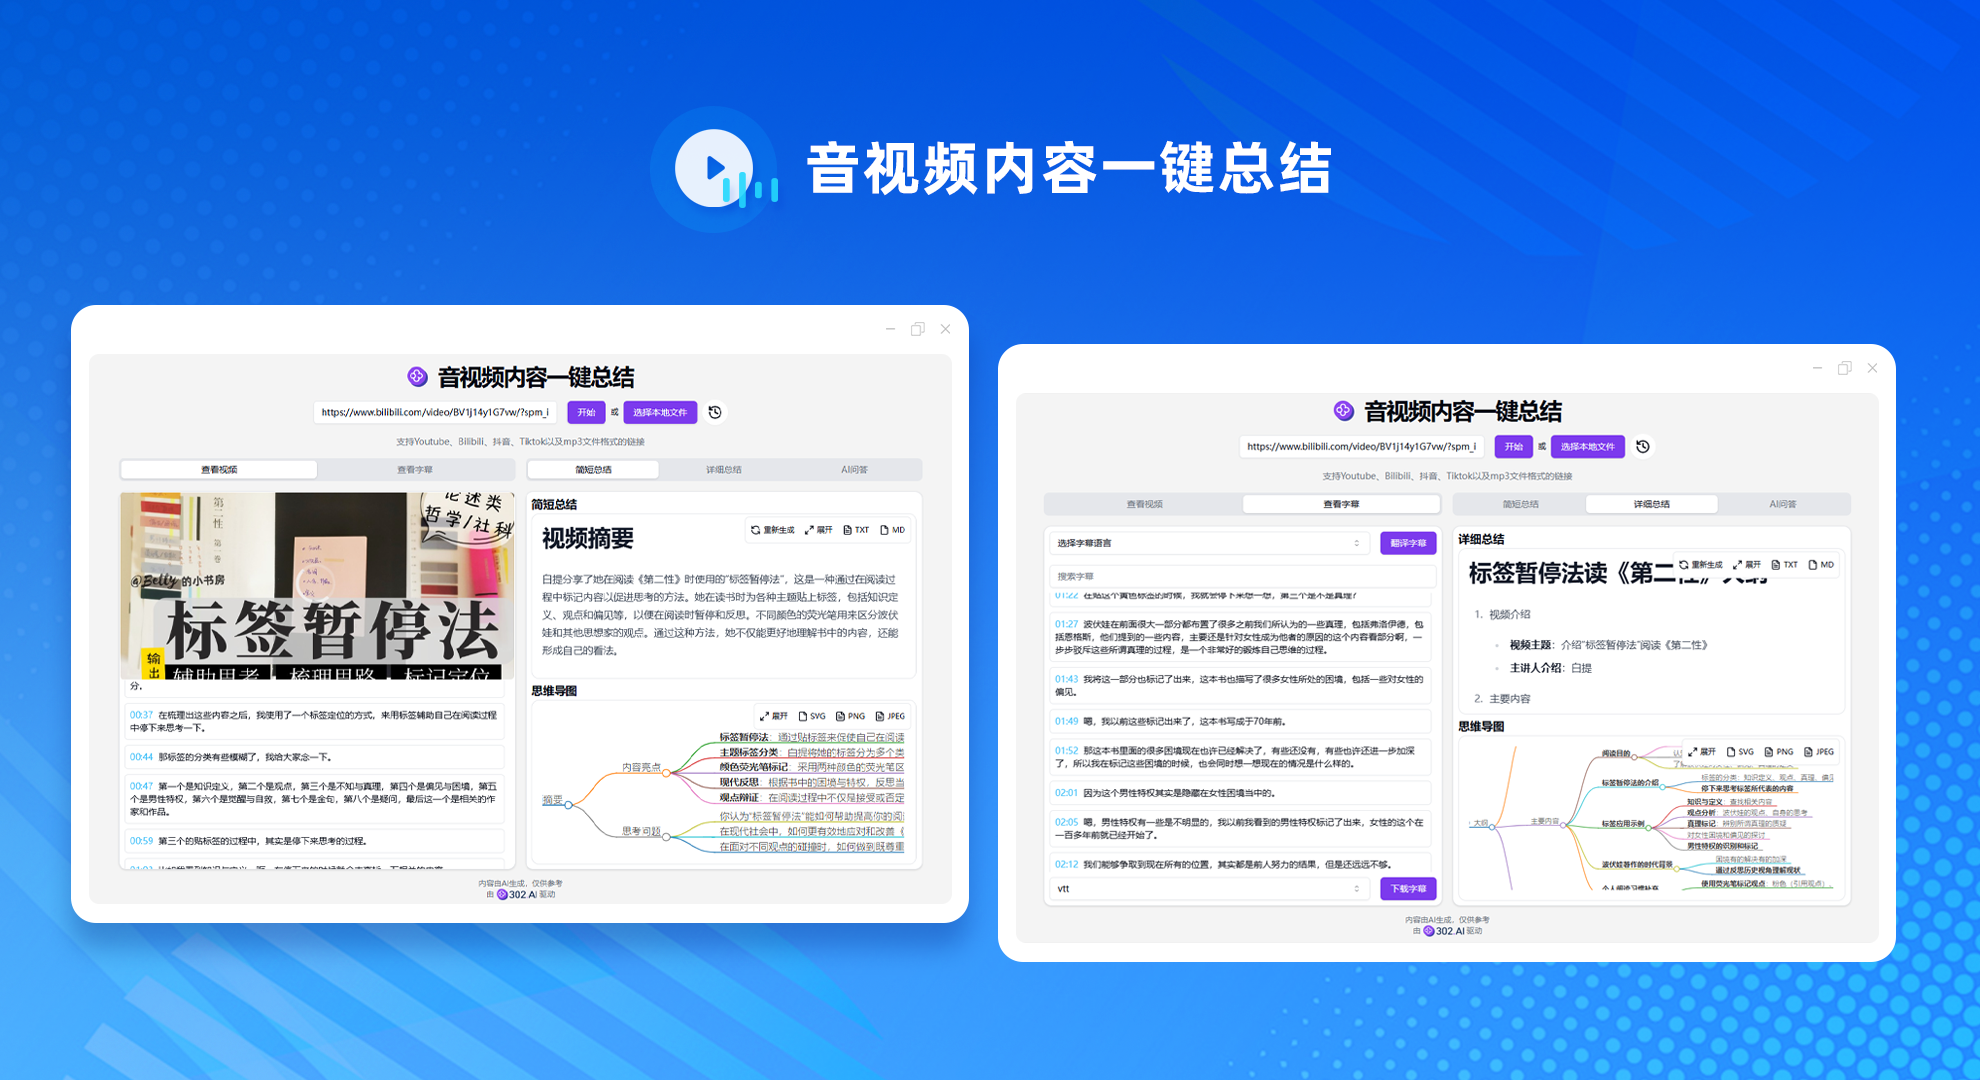 音视频内容一键总结
音视频内容一键总结
https://www.bilibili.com/video/BV1j14y1G7vw/?spm_i
开始 或 选择本地文件
支持Youtube、Bilibili、抖音、Tiktok以及mp3文件格式的链接
查看视频 查看字幕
第二性 第一卷
论述类
哲学/社科
@Betty 的小书房
标签暂停法
输出
辅助思考 梳理思路 标记定位
分,
00:37 在梳理出这些内容之后，我使用了一个标签定位的方式，来用标签辅助自己在阅读过程
中停下来思考一下。
00:44 那标签的分类有些模糊了，我给大家念一下。
00:47 第一个是知识定义，第二个是观点，第三个是不知与真理，第四个是偏见与困境，第五
个是男性特权，第六个是觉醒与自救，第七个是金句，第八个是疑问，最后一个是相关的作
家和作品。
00:59 第三个的贴标签的过程中，其实是停下来思考的过程。
简短总结 详细总结 AI问答
简短总结
视频摘要
重新生成 展开 TXT MD
白提分享了她在阅读《第二性》时使用的“标签暂停法”，这是一种通过在阅读过
程中标记内容以促进思考的方法。她在读书时为各种主题贴上标签，包括知识定
义、观点和偏见等，以便在阅读时暂停和反思。不同颜色的荧光笔用来区分波伏
娃和其他思想家的观点。通过这种方法，她不仅能更好地理解书中的内容，还能
形成自己的看法。
思维导图
展开 SVG PNG JPEG
摘要
内容亮点
标签暂停法：通过贴标签来促使自己在阅读
主题标签分类：白提将她的标签分为多个类
颜色荧光笔标记：采用两种颜色的荧光笔区
现代反思：根据书中的困境与特权，反思当
观点辩证：在阅读过程中不仅是接受或否定
思考问题
你认为“标签暂停法”能如何帮助提高你的阅
在现代社会中，如何更有效地应对和改善《
在面对不同观点的碰撞时，如何做到既尊重
内容由AI生成，仅供参考
由 302.AI 驱动
音视频内容一键总结
https://www.bilibili.com/video/BV1j14y1G7vw/?spm_i
开始 或 选择本地文件
支持Youtube、Bilibili、抖音、Tiktok以及mp3文件格式的链接
查看视频 查看字幕
选择字幕语言 翻译字幕
搜索字幕
01:22 在贴这个黄色标签的时候，我就会停下来想一想，第三个是不是真理？
01:27 波伏娃在前面很大一部分都布置了很多之前我们所认为的一些真理，包括弗洛伊德，包
括恩格斯，他们提到的一些内容，主要还是针对女性成为他者的原因的这个内容看部分啊，一
步步驳斥这些所谓真理的过程，是一个非常好的锻炼自己思维的过程。
01:43 我将这一部分也标记了出来，这本书也描写了很多女性所处的困境，包括一些对女性的
偏见。
01:49 嗯，我以前这些标记出来了，这本书写成于70年前。
01:52 那这本书里面的很多困境现在也许已经解决了，有些还没有，有些也许还进一步加深
了，所以我在标记这些困境的时候，也会同时想一想现在的情况是什么样的。
02:01 因为这个男性特权其实是隐藏在女性困境当中的。
02:05 嗯，男性特权有一些是不明显的，我以前我看到的男性特权标记了出来，女性的这个在
一百多年前就已经开始了。
02:12 我们能够争取到现在所有的位置，其实都是前人努力的结果，但是还远远不够。
vtt 下载字幕
简短总结 详细总结 AI问答
详细总结
标签暂停法读《第二性》大纲
重新生成 展开 TXT MD
1. 视频介绍
视频主题：介绍“标签暂停法”阅读《第二性》
主讲人介绍：白提
2. 主要内容
思维导图
展开 SVG PNG JPEG
大纲
主要内容
阅读目的
标签暂停法的介绍
标签的分类：知识定义、观点、真理、偏见
停下来思考标签所代表的内容
标签应用示例
知识与定义：查找相关内容
观点分析：波伏娃的观点、自身的思考
真理标记：辨别所谓真理的质疑
对女性困境和偏见的探讨
男性特权的识别和标记
波伏娃著作的时代背景
困境有的解决有的加深
通过反思历史视角理解现状
个人阅读习惯补充
使用荧光笔标记观点：粉色（引用观点）,
内容由AI生成，仅供参考
由 302.AI 驱动